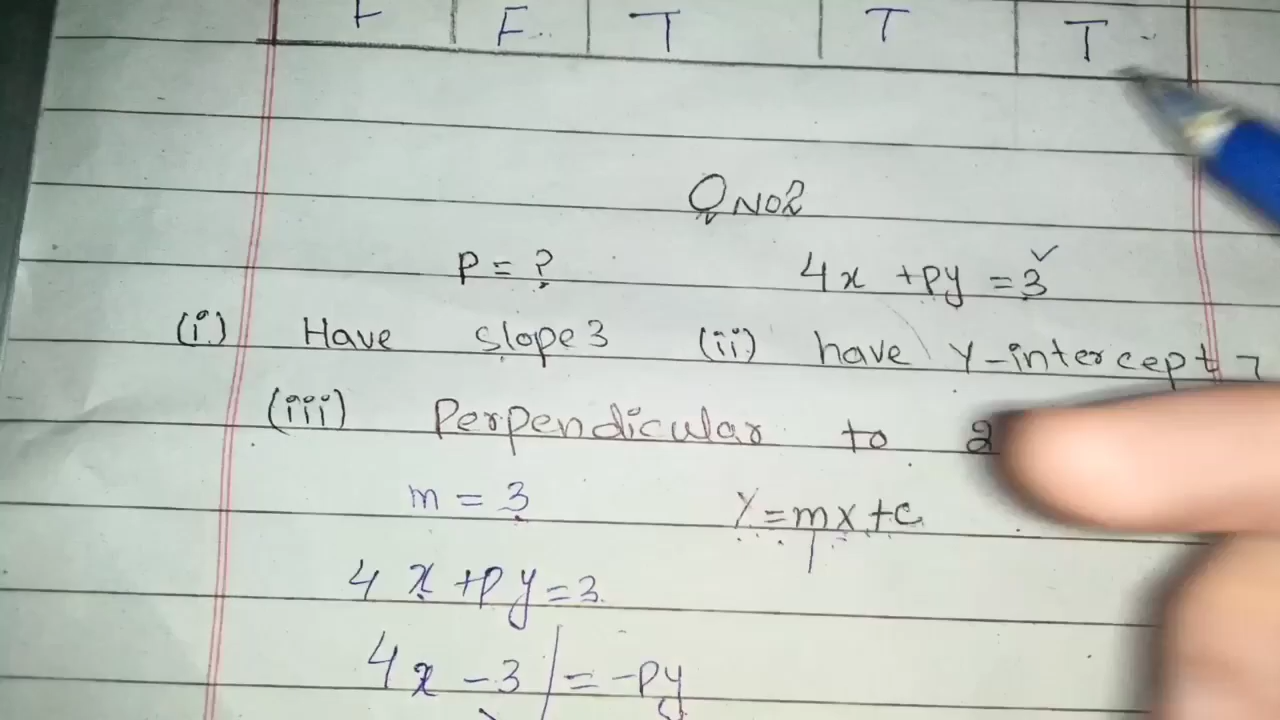 F F T T T
Q NO2
P = ? 4x + py = 3 ✓
(i) Have slope 3 (ii) have Y-intercept 7
(iii) Perpendicular to 2
m = 3 Y = mx + c
4x + py = 3
4x - 3 = -py